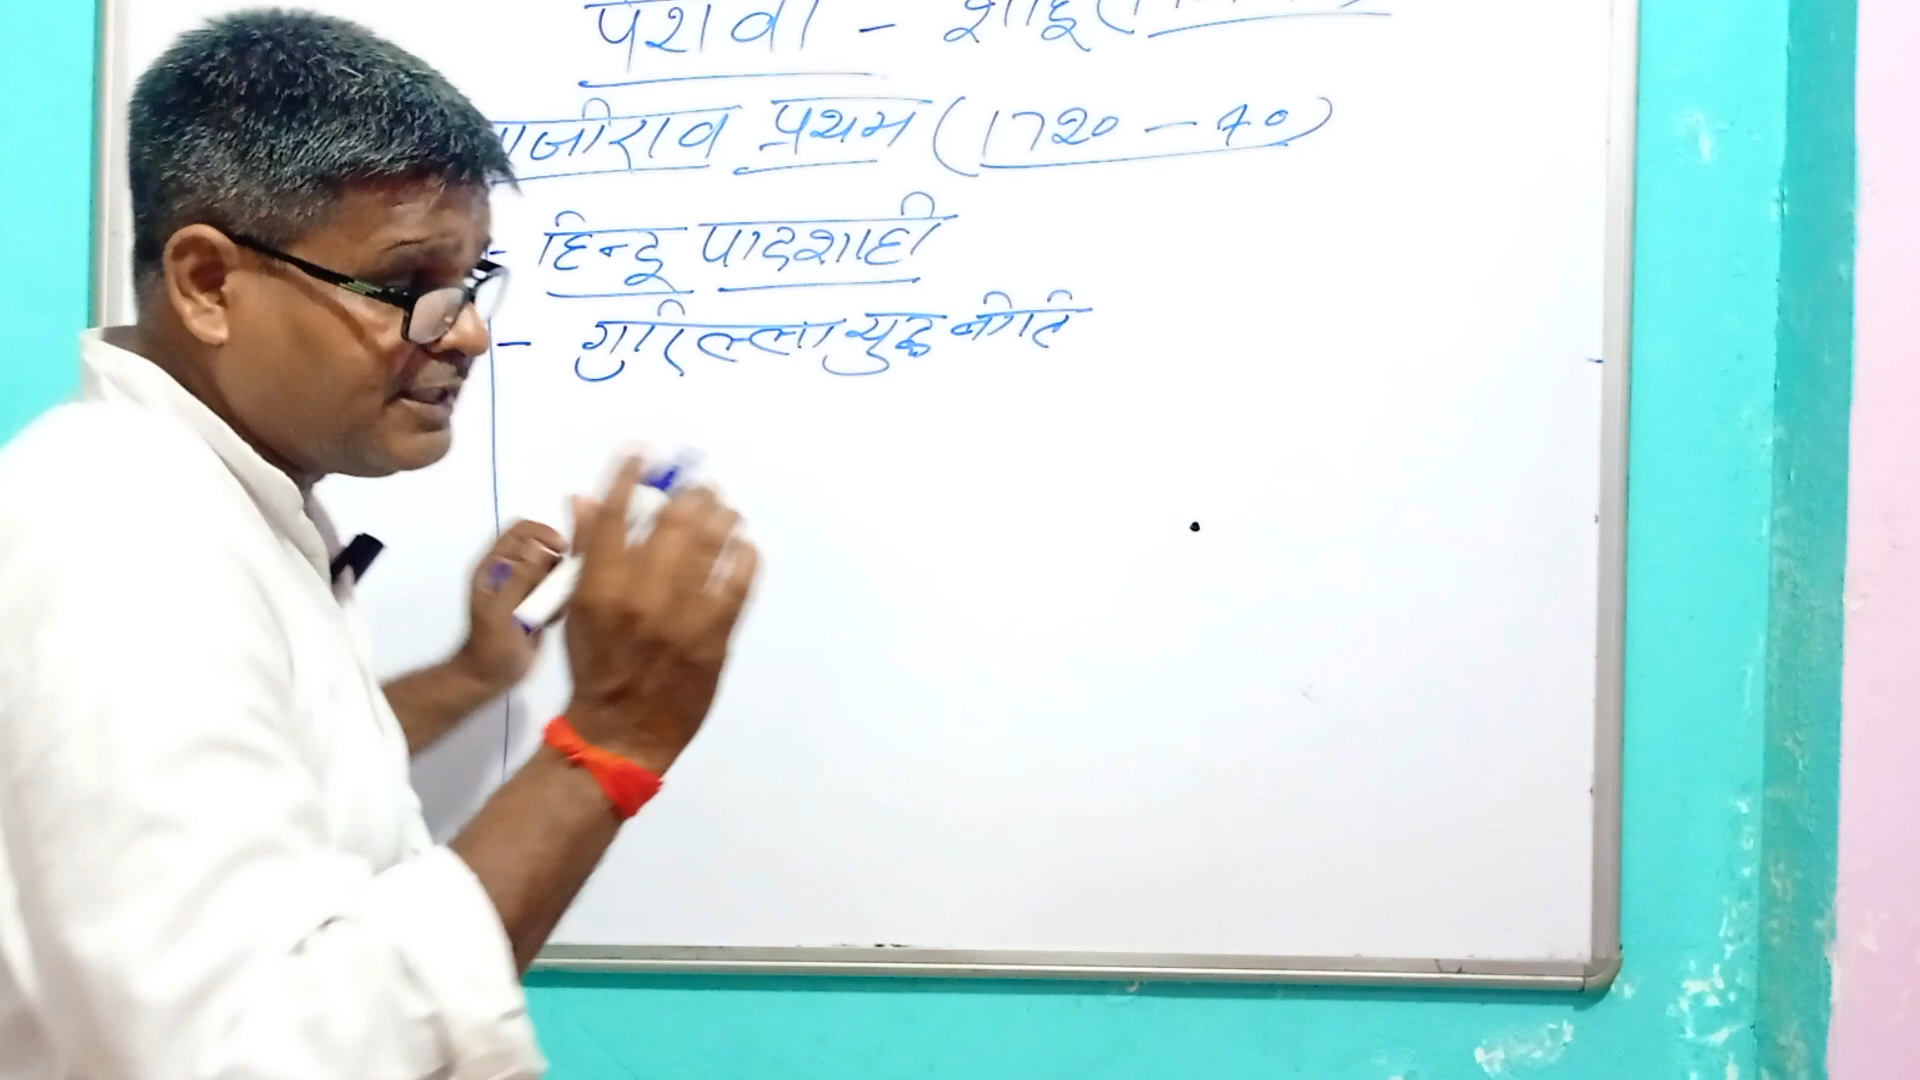 पेशवा - शाहू
बाजीराव प्रथम (1720 - 40)
- हिन्दू पादशाही
- गुरिल्ला युद्ध नीति